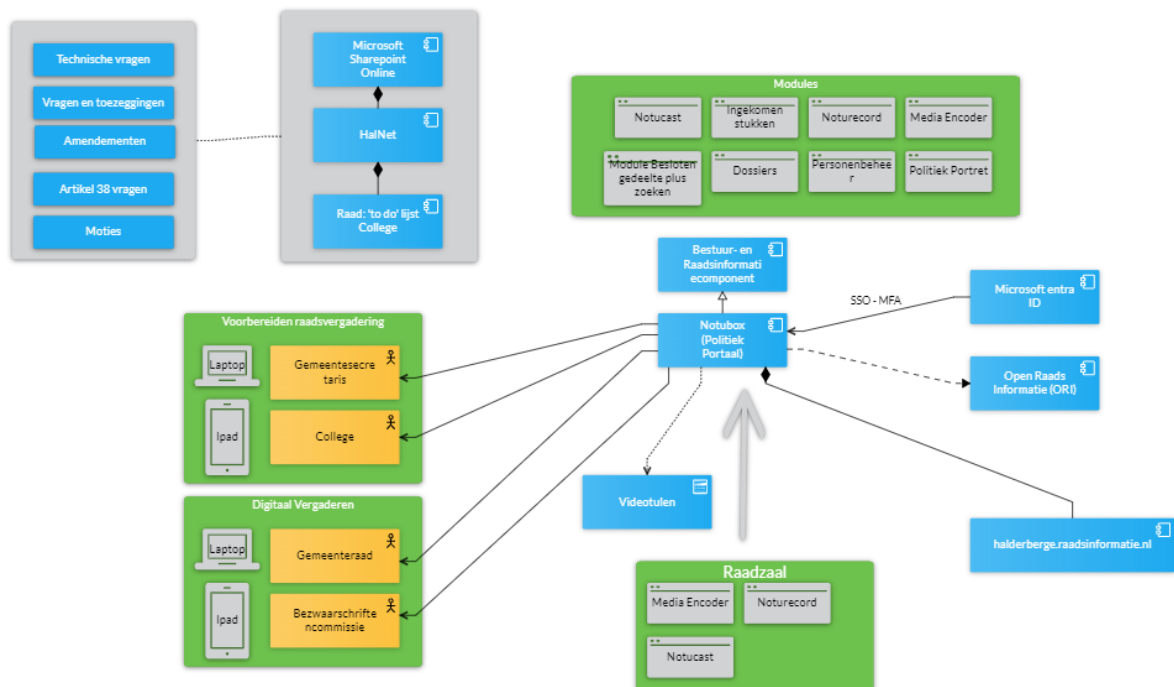 Technische vragen
Vragen en toezeggingen
Amendementen
Artikel 38 vragen
Moties
Microsoft
Sharepoint
Online
HalNet
Raad: 'to do' lijst
College
Modules
Notucast
Ingekomen
stukken
Noturecord
Media Encoder
Module Besloten
gedeelte plus
zoeken
Dossiers
Personenbehee
r
Politiek Portret
Bestuur- en
Raadsinformati
ecomponent
Notubox
(Politiek
Portaal)
SSO - MFA
Microsoft entra
ID
Open Raads
Informatie (ORI)
Voorbereiden raadsvergadering
Laptop
Gemeentesecre
taris
Ipad
College
Digitaal Vergaderen
Laptop
Gemeenteraad
Ipad
Bezwaarschrifte
ncommissie
Videotulen
halderberge.raadsinformatie.nl
Raadzaal
Media Encoder
Noturecord
Notucast